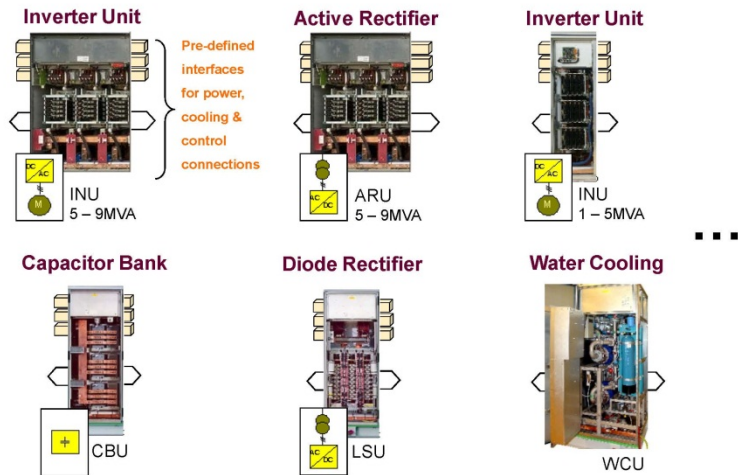 Inverter Unit
Active Rectifier
Inverter Unit
Pre-defined
interfaces
for power,
cooling &
control
connections
DC
AC
M
INU
5 – 9MVA
AC
DC
ARU
5 – 9MVA
DC
AC
M
INU
1 – 5MVA
...
Capacitor Bank
Diode Rectifier
Water Cooling
CBU
AC
DC
LSU
WCU